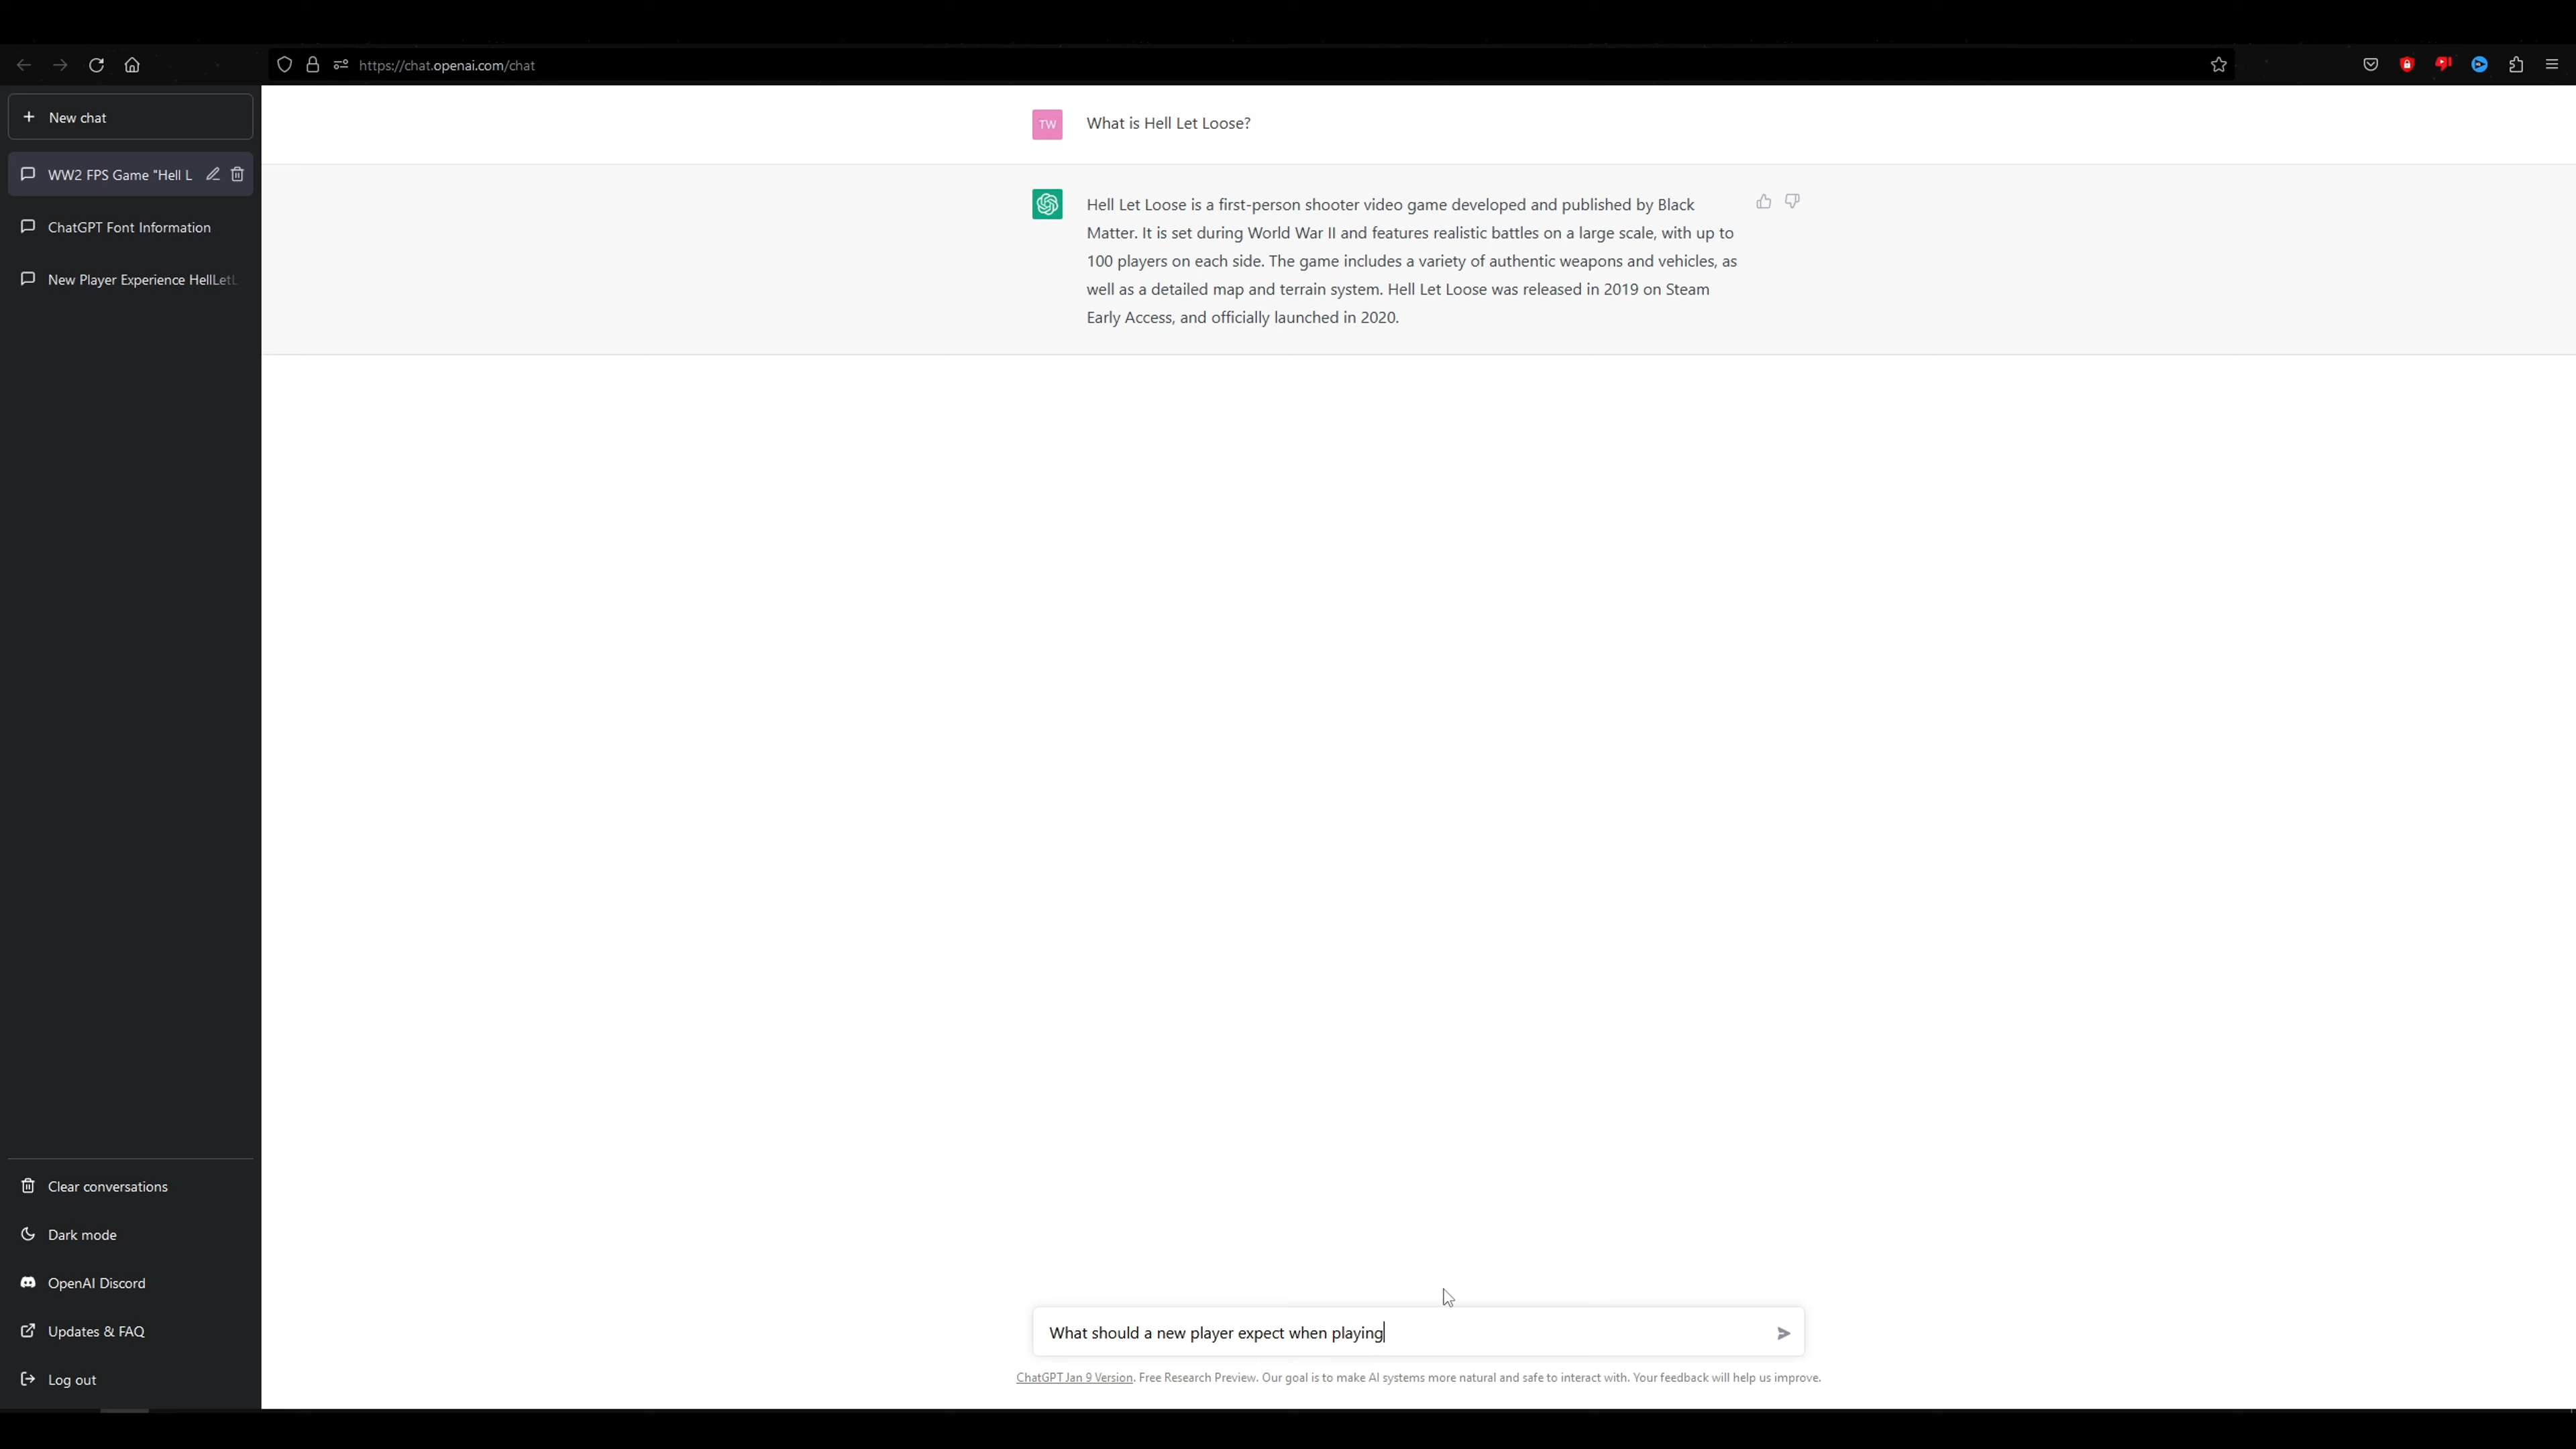 https://chat.openai.com/chat
New chat
WW2 FPS Game "Hell L
ChatGPT Font Information
New Player Experience HellLetL
Clear conversations
Dark mode
OpenAI Discord
Updates & FAQ
Log out
TW
What is Hell Let Loose?
Hell Let Loose is a first-person shooter video game developed and published by Black
Matter. It is set during World War II and features realistic battles on a large scale, with up to
100 players on each side. The game includes a variety of authentic weapons and vehicles, as
well as a detailed map and terrain system. Hell Let Loose was released in 2019 on Steam
Early Access, and officially launched in 2020.
What should a new player expect when playing
ChatGPT Jan 9 Version. Free Research Preview. Our goal is to make AI systems more natural and safe to interact with. Your feedback will help us improve.